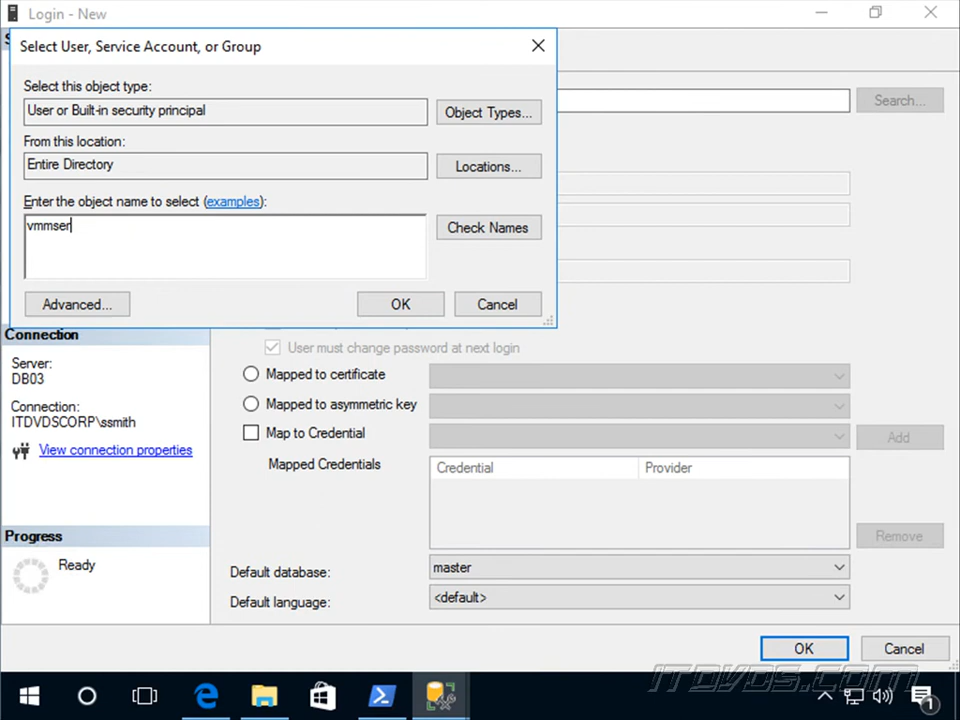 Login - New
Select User, Service Account, or Group
Select this object type:
User or Built-in security principal
Object Types...
From this location:
Entire Directory
Locations...
Enter the object name to select (examples):
vmmser
Check Names
Advanced...
OK
Cancel
Search...
Connection
Server:
DB03
Connection:
ITDVDSCORP\ssmith
View connection properties
Progress
Ready
User must change password at next login
Mapped to certificate
Mapped to asymmetric key
Map to Credential
Add
Mapped Credentials
Credential
Provider
Remove
Default database:
master
Default language:
<default>
OK
Cancel
ITDVDS.COM
1